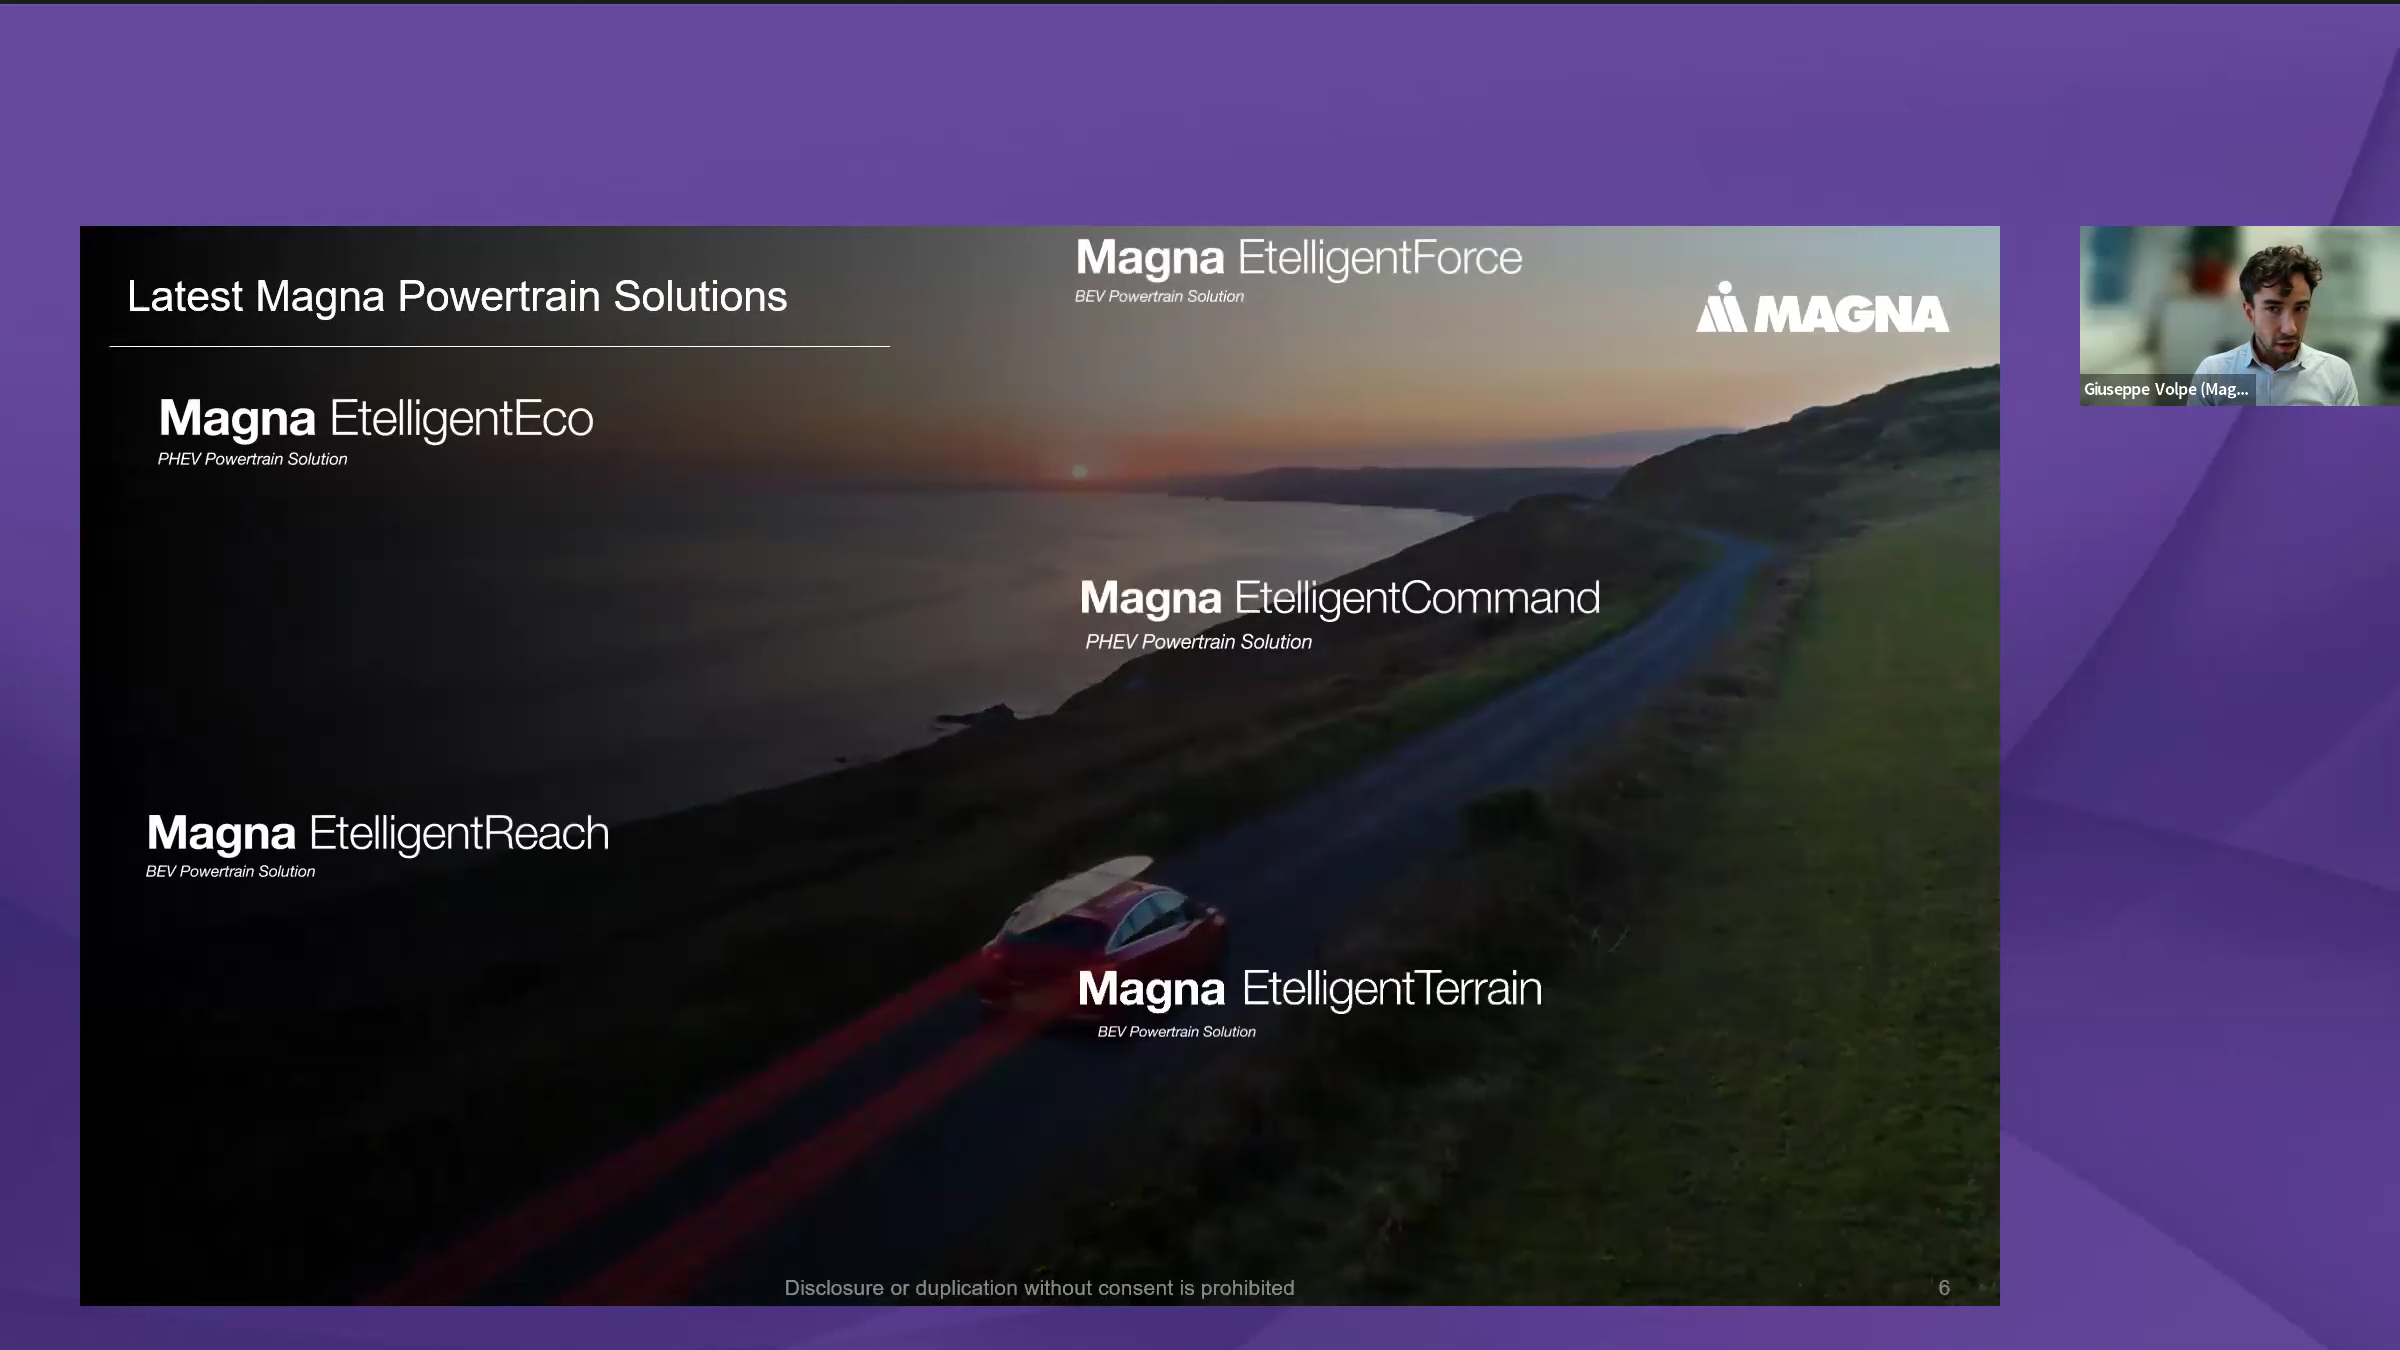 Latest Magna Powertrain Solutions
Magna EtelligentForce
BEV Powertrain Solution
MAGNA
Giuseppe Volpe (Mag...
Magna EtelligentEco
PHEV Powertrain Solution
Magna EtelligentCommand
PHEV Powertrain Solution
Magna EtelligentReach
BEV Powertrain Solution
Magna EtelligentTerrain
BEV Powertrain Solution
Disclosure or duplication without consent is prohibited
6